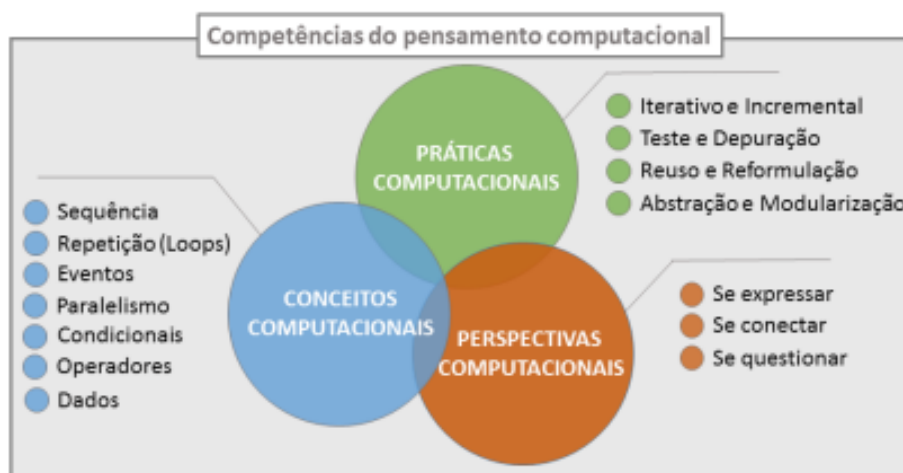 Competências do pensamento computacional
PRÁTICAS
COMPUTACIONAIS
Iterativo e Incremental
Teste e Depuração
Reuso e Reformulação
Abstração e Modularização
Sequência
Repetição (Loops)
Eventos
Paralelismo
Condicionais
Operadores
Dados
CONCEITOS
COMPUTACIONAIS
PERSPECTIVAS
COMPUTACIONAIS
Se expressar
Se conectar
Se questionar